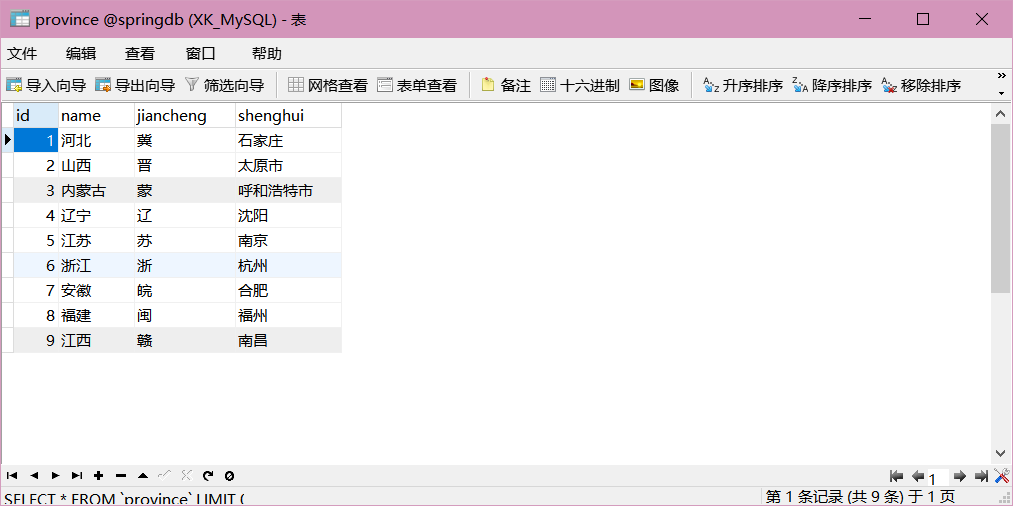 province @springdb (XK_MySQL) - 表
文件 编辑 查看 窗口 帮助
导入向导 导出向导 筛选向导 网格查看 表单查看 备注 十六进制 图像 升序排序 降序排序 移除排序
id name jiancheng shenghui
1 河北 冀 石家庄
2 山西 晋 太原市
3 内蒙古 蒙 呼和浩特市
4 辽宁 辽 沈阳
5 江苏 苏 南京
6 浙江 浙 杭州
7 安徽 皖 合肥
8 福建 闽 福州
9 江西 赣 南昌
1
SELECT * FROM `province` LIMIT (
第 1 条记录 (共 9 条) 于 1 页